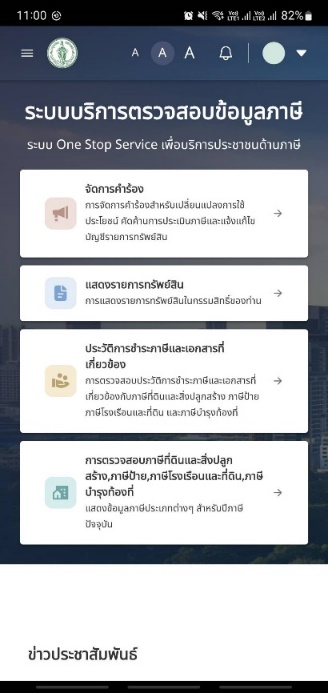 11:00
82%
A A A
ระบบบริการตรวจสอบข้อมูลภาษี
ระบบ One Stop Service เพื่อบริการประชาชนด้านภาษี
จัดการคำร้อง
การจัดการคำร้องสำหรับเปลี่ยนแปลงการใช้
ประโยชน์ คัดค้านการประเมินภาษีและแจ้งแก้ไข
บัญชีรายการทรัพย์สิน
แสดงรายการทรัพย์สิน
การแสดงรายการทรัพย์สินในกรรมสิทธิ์ของท่าน
ประวัติการชำระภาษีและเอกสารที่
เกี่ยวข้อง
การตรวจสอบประวัติการชำระภาษีและเอกสารที่
เกี่ยวข้องกับภาษีที่ดินและสิ่งปลูกสร้าง ภาษีป้าย
ภาษีโรงเรือนและที่ดิน และภาษีบำรุงท้องที่
การตรวจสอบภาษีที่ดินและสิ่งปลูก
สร้าง,ภาษีป้าย,ภาษีโรงเรือนและที่ดิน,ภาษี
บำรุงท้องที่
แสดงข้อมูลภาษีประเภทต่างๆ สำหรับปีภาษี
ปัจจุบัน
ข่าวประชาสัมพันธ์